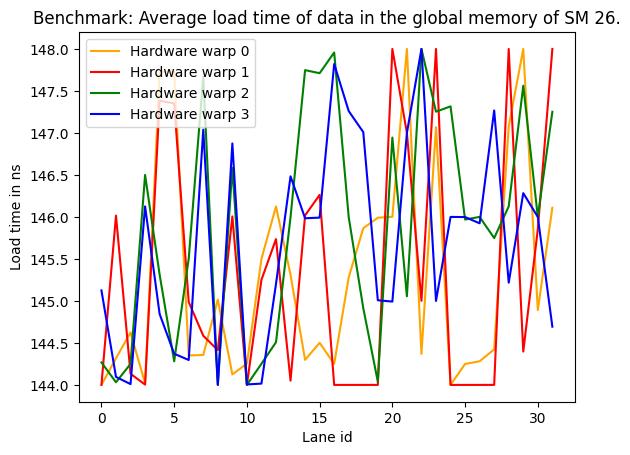 Benchmark: Average load time of data in the global memory of SM 26.
Hardware warp 0
Hardware warp 1
Hardware warp 2
Hardware warp 3
Load time in ns
148.0
147.5
147.0
146.5
146.0
145.5
145.0
144.5
144.0
0 5 10 15 20 25 30
Lane id